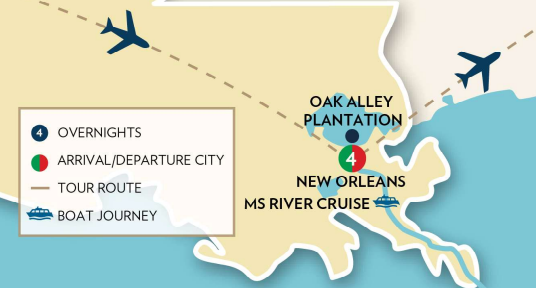 OAK ALLEY
PLANTATION
4
NEW ORLEANS
MS RIVER CRUISE
4 OVERNIGHTS
ARRIVAL/DEPARTURE CITY
TOUR ROUTE
BOAT JOURNEY